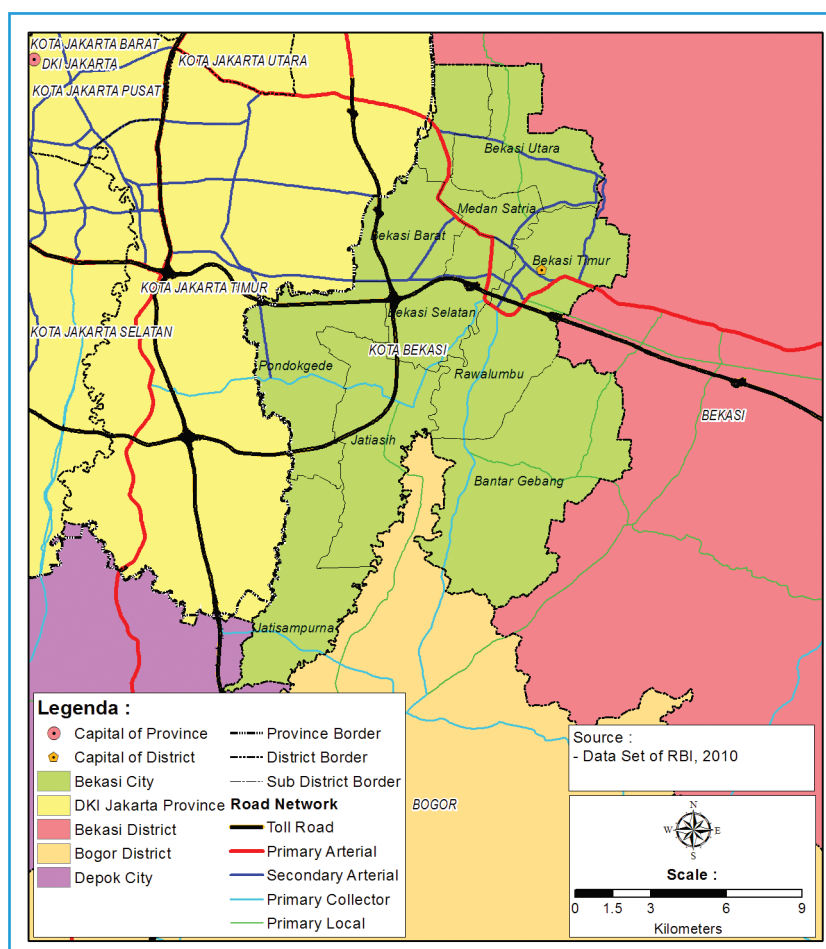 KOTA JAKARTA BARAT
KOTA JAKARTA UTARA
DKI JAKARTA
KOTA JAKARTA PUSAT
Bekasi Utara
Medan Satria
Bekasi Barat
Bekasi Timur
KOTA JAKARTA TIMUR
Bekasi Selatan
KOTA JAKARTA SELATAN
KOTA BEKASI
Pondokgede
Rawalumbu
BEKASI
Jatiasih
Bantar Gebang
Jatisampurna
BOGOR
Legenda :
Capital of Province
Capital of District
Bekasi City
DKI Jakarta Province
Bekasi District
Bogor District
Depok City
Province Border
District Border
Sub District Border
Road Network
Toll Road
Primary Arterial
Secondary Arterial
Primary Collector
Primary Local
Source :
- Data Set of RBI, 2010
N
W E
S
Scale :
0 1.5 3 6 9
Kilometers